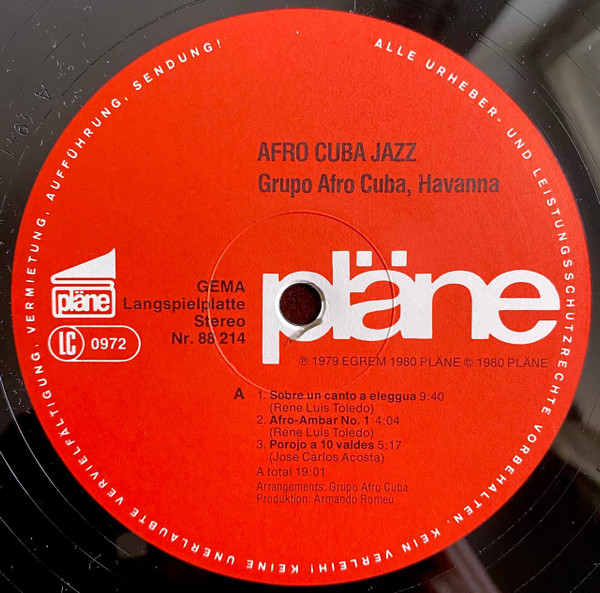 ALLE URHEBER- UND LEISTUNGSSCHUTZRECHTE VORBEHALTEN. KEIN VERLEIH! KEINE UNERLAUBTE VERVIELFÄLTIGUNG, VERMIETUNG, AUFFÜHRUNG, SENDUNG!
AFRO CUBA JAZZ
Grupo Afro Cuba, Havanna
pläne
LC 0972
GEMA
Langspielplatte
Stereo
Nr. 88 214
pläne
℗ 1979 EGREM 1980 PLÄNE © 1980 PLÄNE
A 1. Sobre un canto a eleggua 9:40
(Rene Luis Toledo)
2. Afro-Ambar No. 1 4:04
(Rene Luis Toledo)
3. Porojo a 10 valdes 5:17
(Jose Carlos Acosta)
A total 19:01
Arrangements: Grupo Afro Cuba
Produktion: Armando Romeu